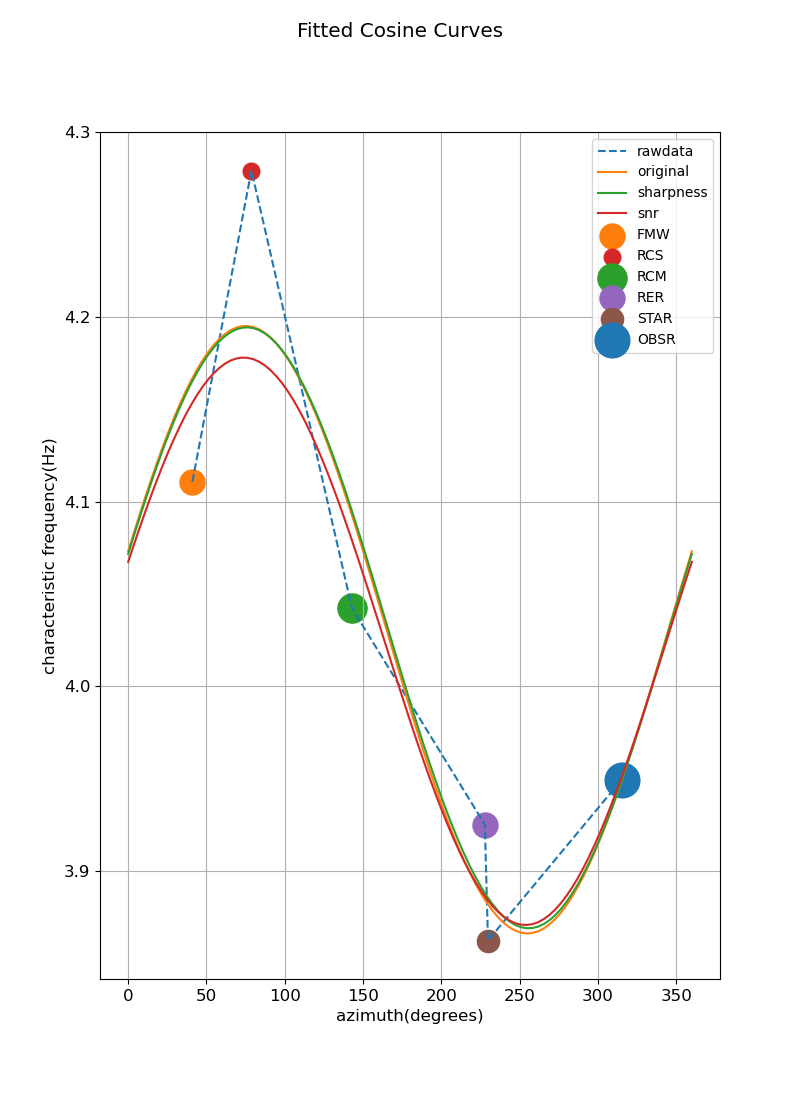 Fitted Cosine Curves
4.3
4.2
4.1
4.0
3.9
characteristic frequency(Hz)
rawdata
original
sharpness
snr
FMW
RCS
RCM
RER
STAR
OBSR
0 50 100 150 200 250 300 350
azimuth(degrees)